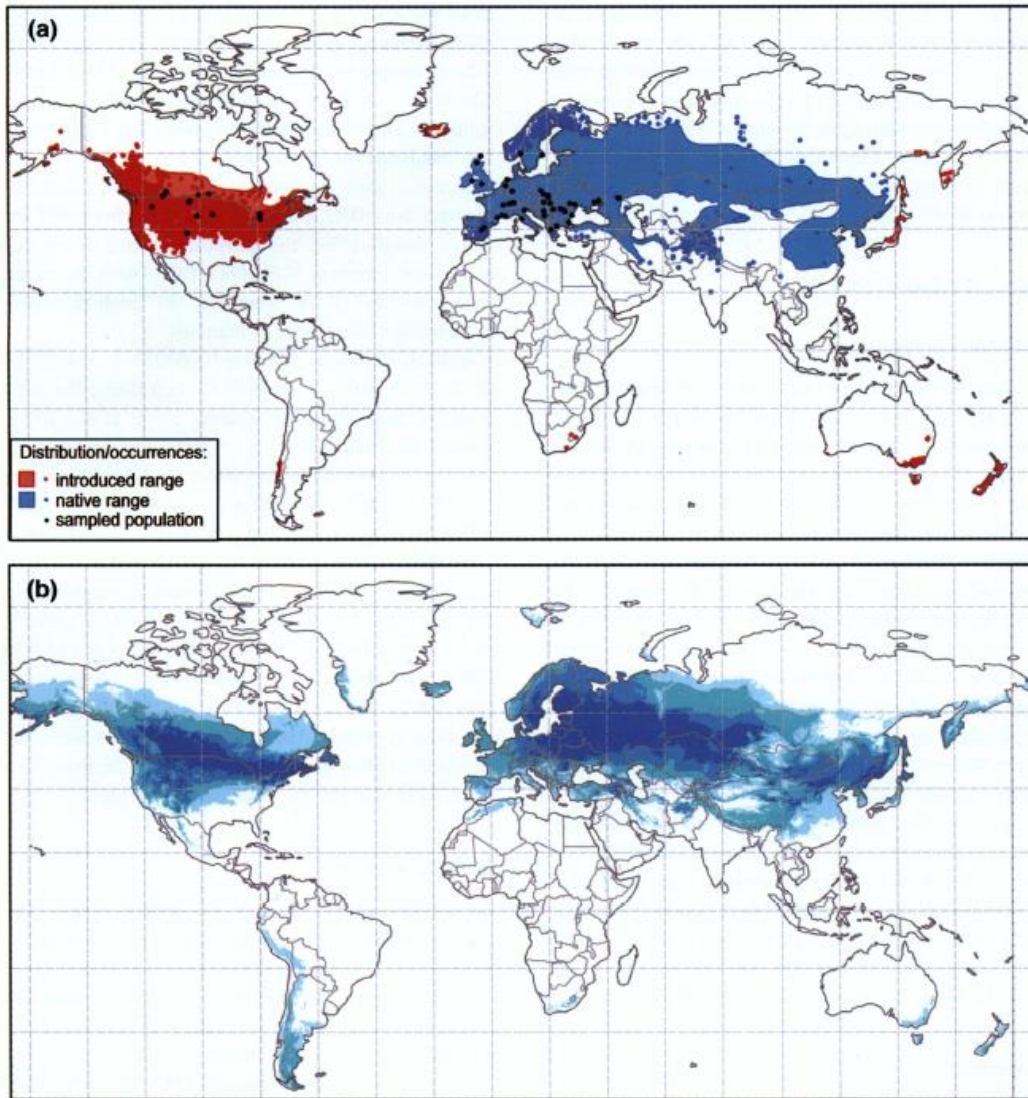 (a)
Distribution/occurrences:
introduced range
native range
sampled population
(b)